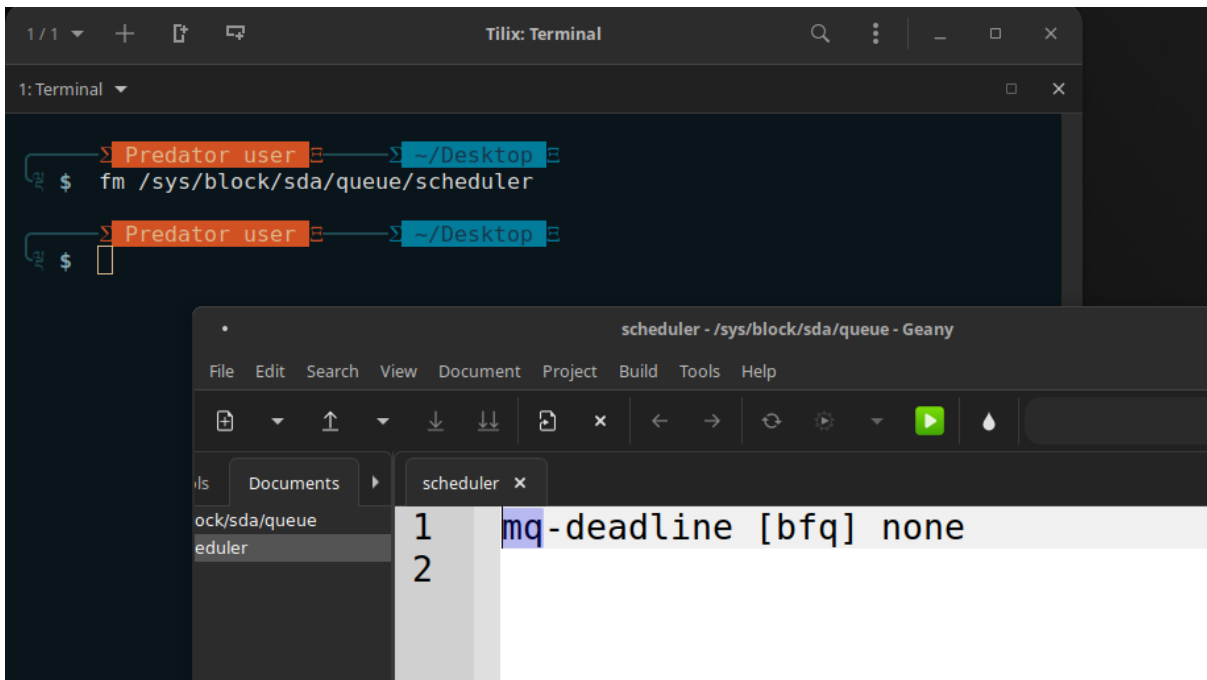 1 / 1
Tilix: Terminal
1: Terminal
Σ Predator user Ξ Σ ~/Desktop Ξ
$ fm /sys/block/sda/queue/scheduler
Σ Predator user Ξ Σ ~/Desktop Ξ
$
scheduler - /sys/block/sda/queue - Geany
File Edit Search View Document Project Build Tools Help
ls Documents
scheduler
ock/sda/queue
eduler
1 mq-deadline [bfq] none
2